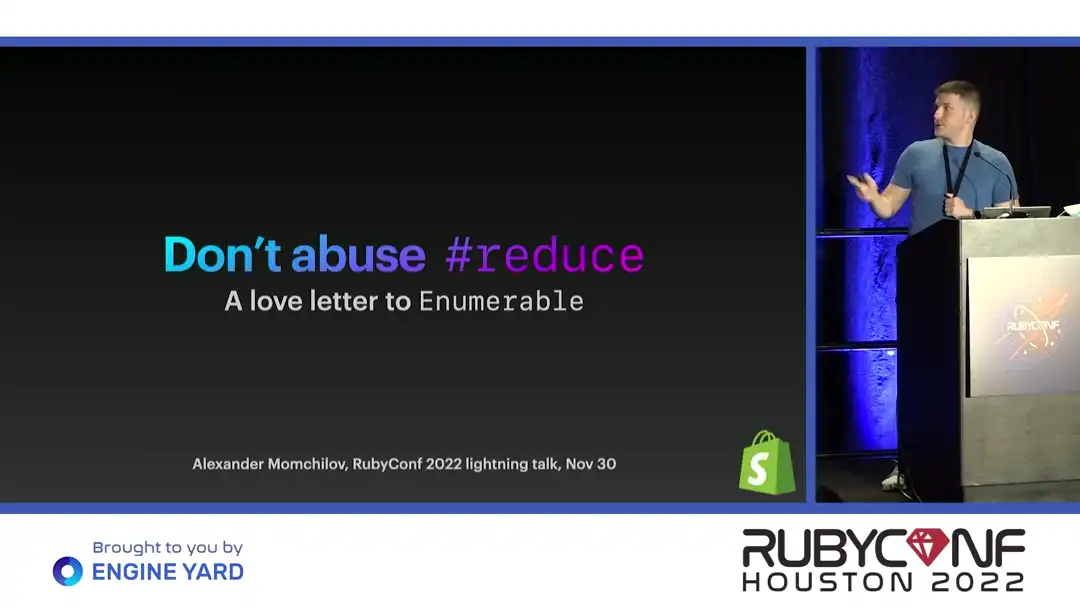 Don't abuse #reduce
A love letter to Enumerable
Alexander Momchilov, RubyConf 2022 lightning talk, Nov 30
S
RUBYCONF
Brought to you by
ENGINE YARD
RUBYCONF
HOUSTON 2022